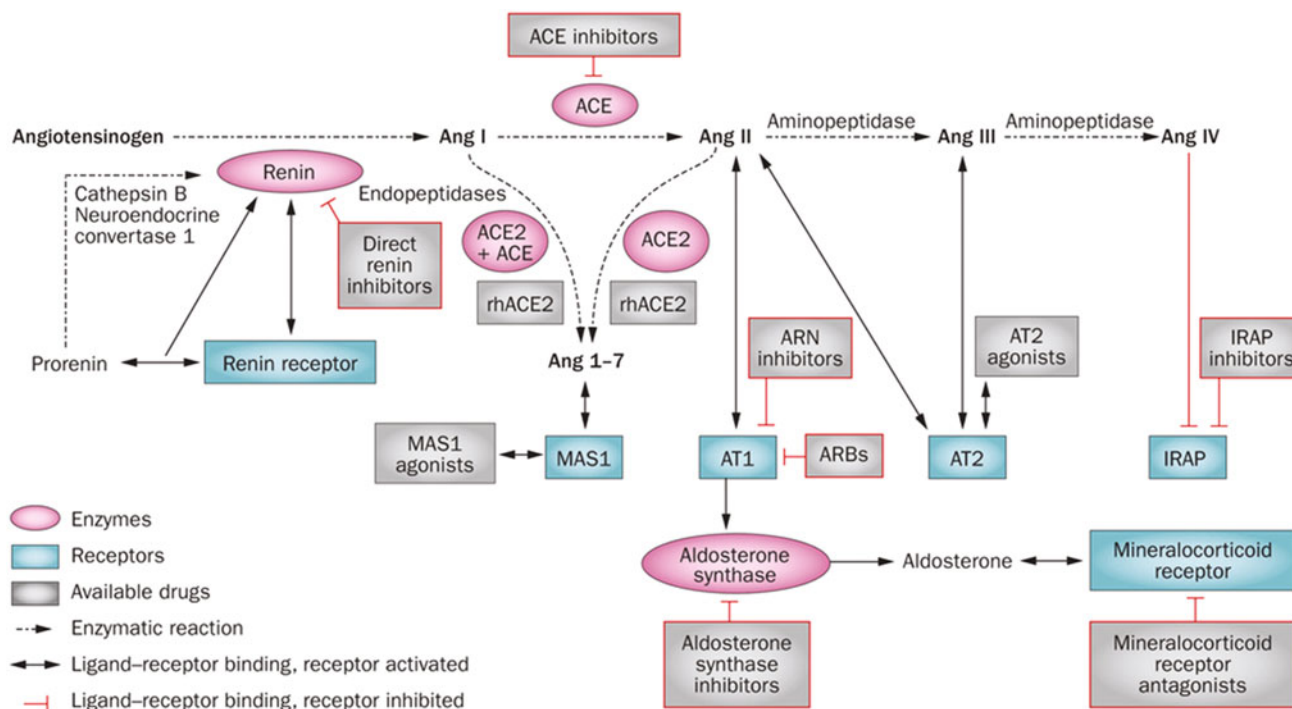 ACE inhibitors
ACE
Angiotensinogen
Ang I
Ang II
Aminopeptidase
Ang III
Aminopeptidase
Ang IV
Renin
Cathepsin B
Neuroendocrine
convertase 1
Endopeptidases
Direct
renin
inhibitors
ACE2
+ ACE
ACE2
rhACE2
rhACE2
Prorenin
Renin receptor
Ang 1–7
ARN
inhibitors
AT2
agonists
IRAP
inhibitors
MAS1
agonists
MAS1
AT1
ARBs
AT2
IRAP
Enzymes
Receptors
Available drugs
Enzymatic reaction
Ligand–receptor binding, receptor activated
Ligand–receptor binding, receptor inhibited
Aldosterone
synthase
Aldosterone
Mineralocorticoid
receptor
Aldosterone
synthase
inhibitors
Mineralocorticoid
receptor
antagonists